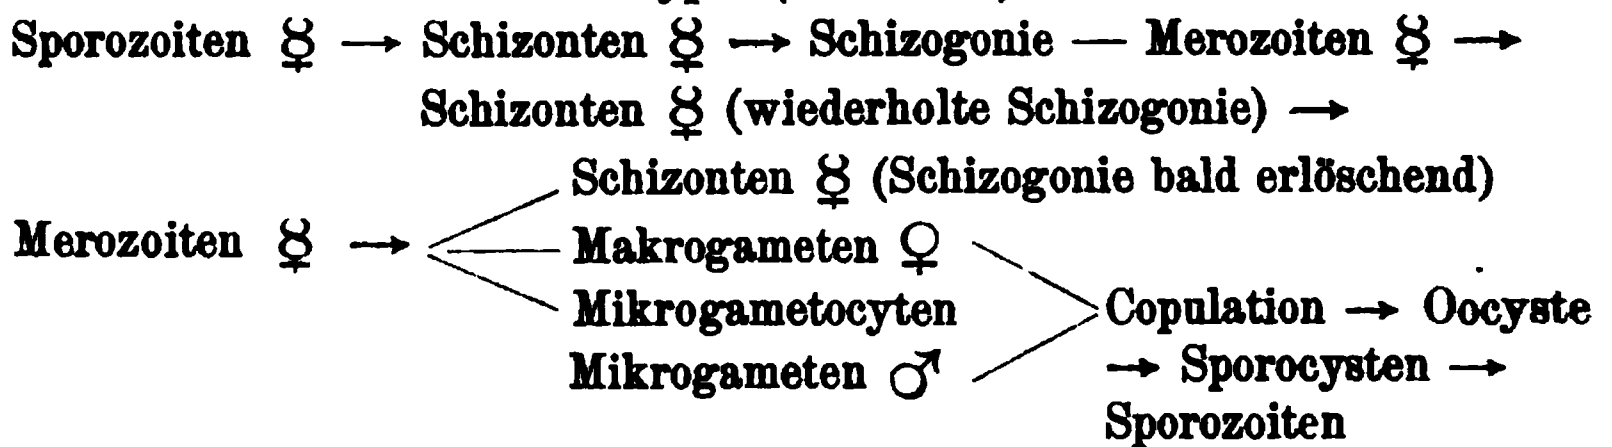 Sporozoiten ☿ → Schizonten ☿ → Schizogonie — Merozoiten ☿ →
Schizonten ☿ (wiederholte Schizogonie) →
Schizonten ☿ (Schizogonie bald erlöschend)
Merozoiten ☿ →
Makrogameten ♀
Mikrogametocyten
Copulation → Oocyste
Mikrogameten ♂
→ Sporocysten →
Sporozoiten